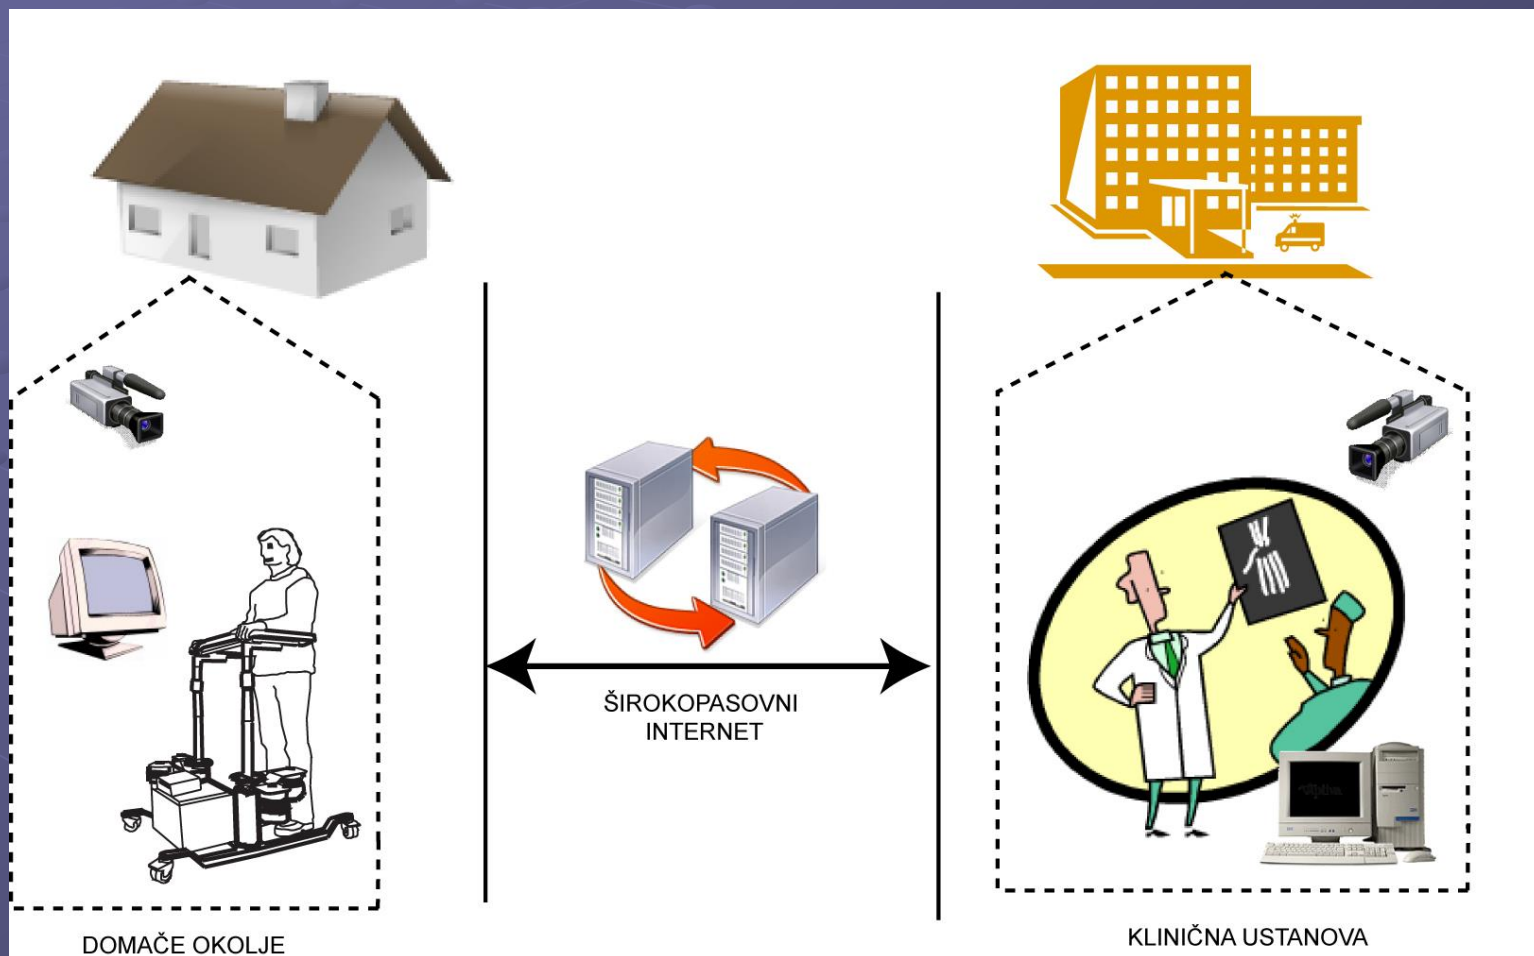 ŠIROKOPASOVNI
INTERNET
DOMAČE OKOLJE
KLINIČNA USTANOVA